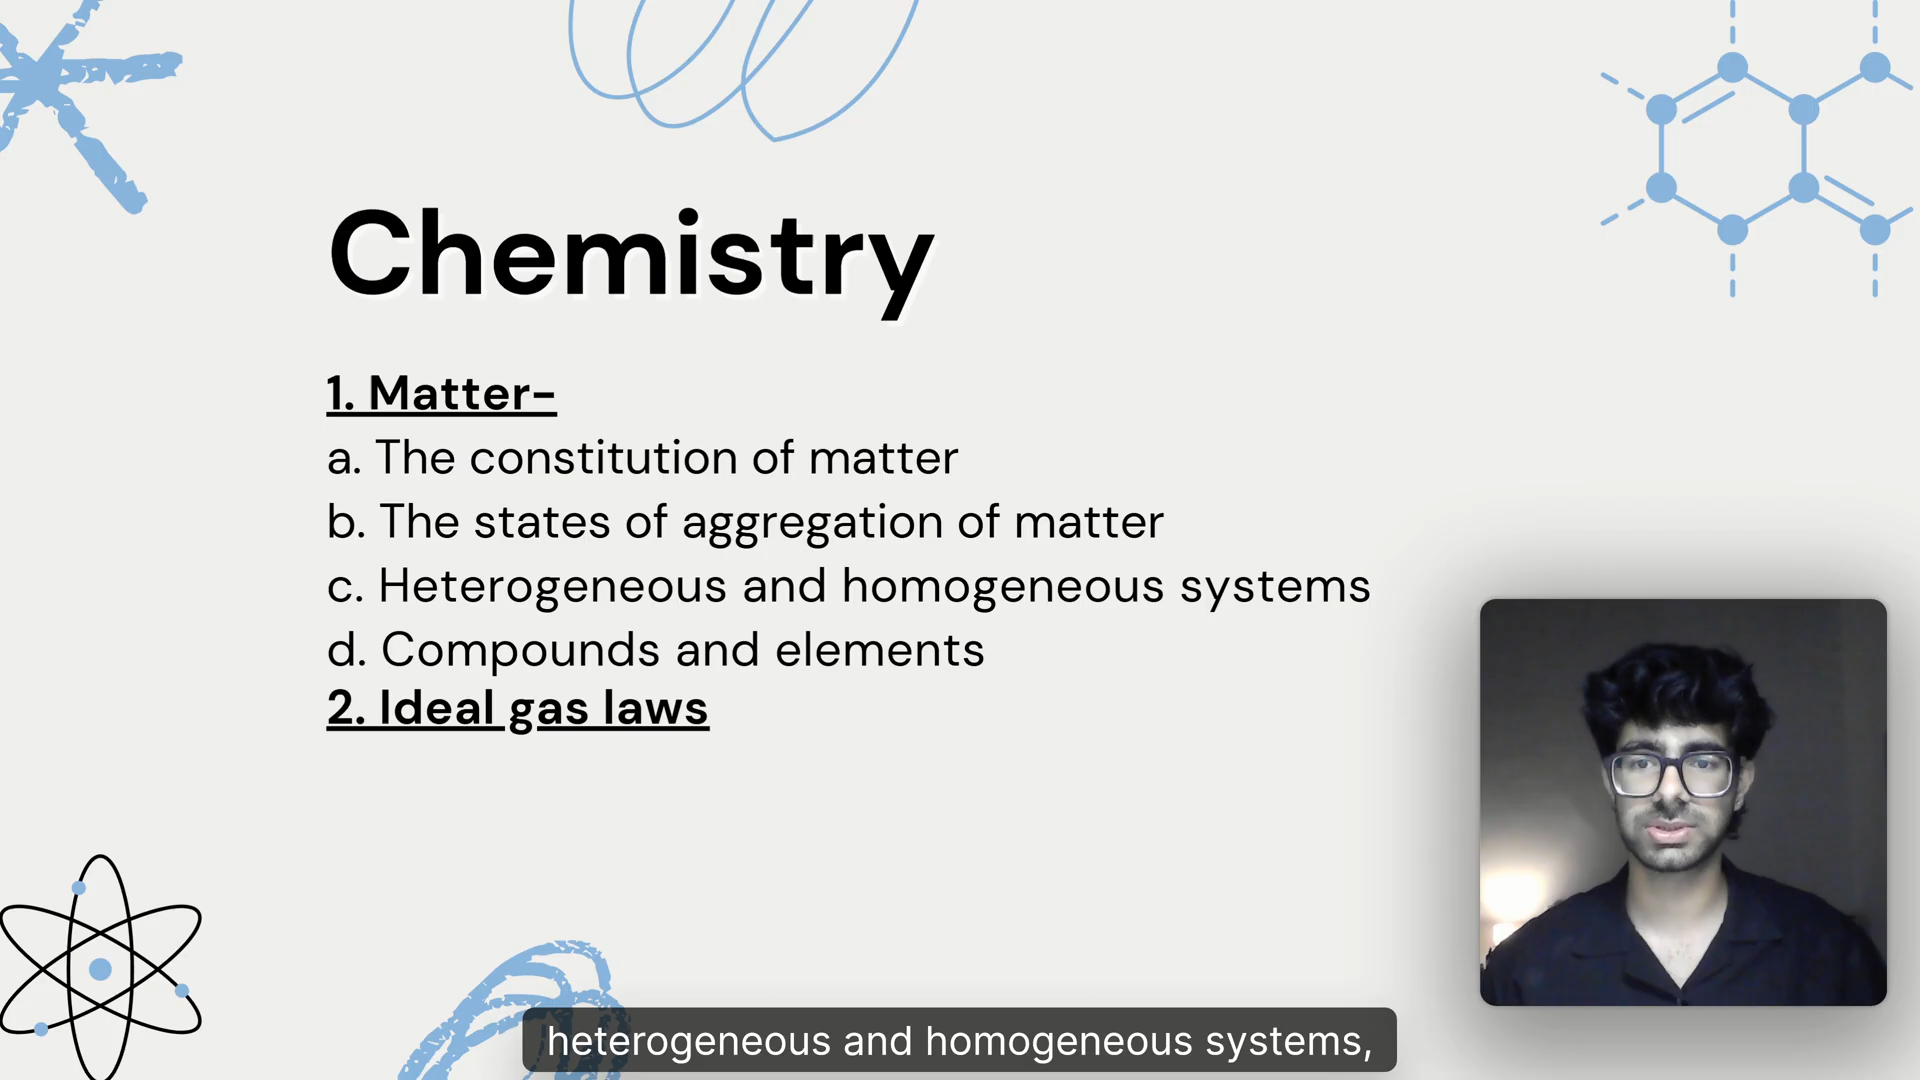 Chemistry
1. Matter-
a. The constitution of matter
b. The states of aggregation of matter
c. Heterogeneous and homogeneous systems
d. Compounds and elements
2. Ideal gas laws
heterogeneous and homogeneous systems,